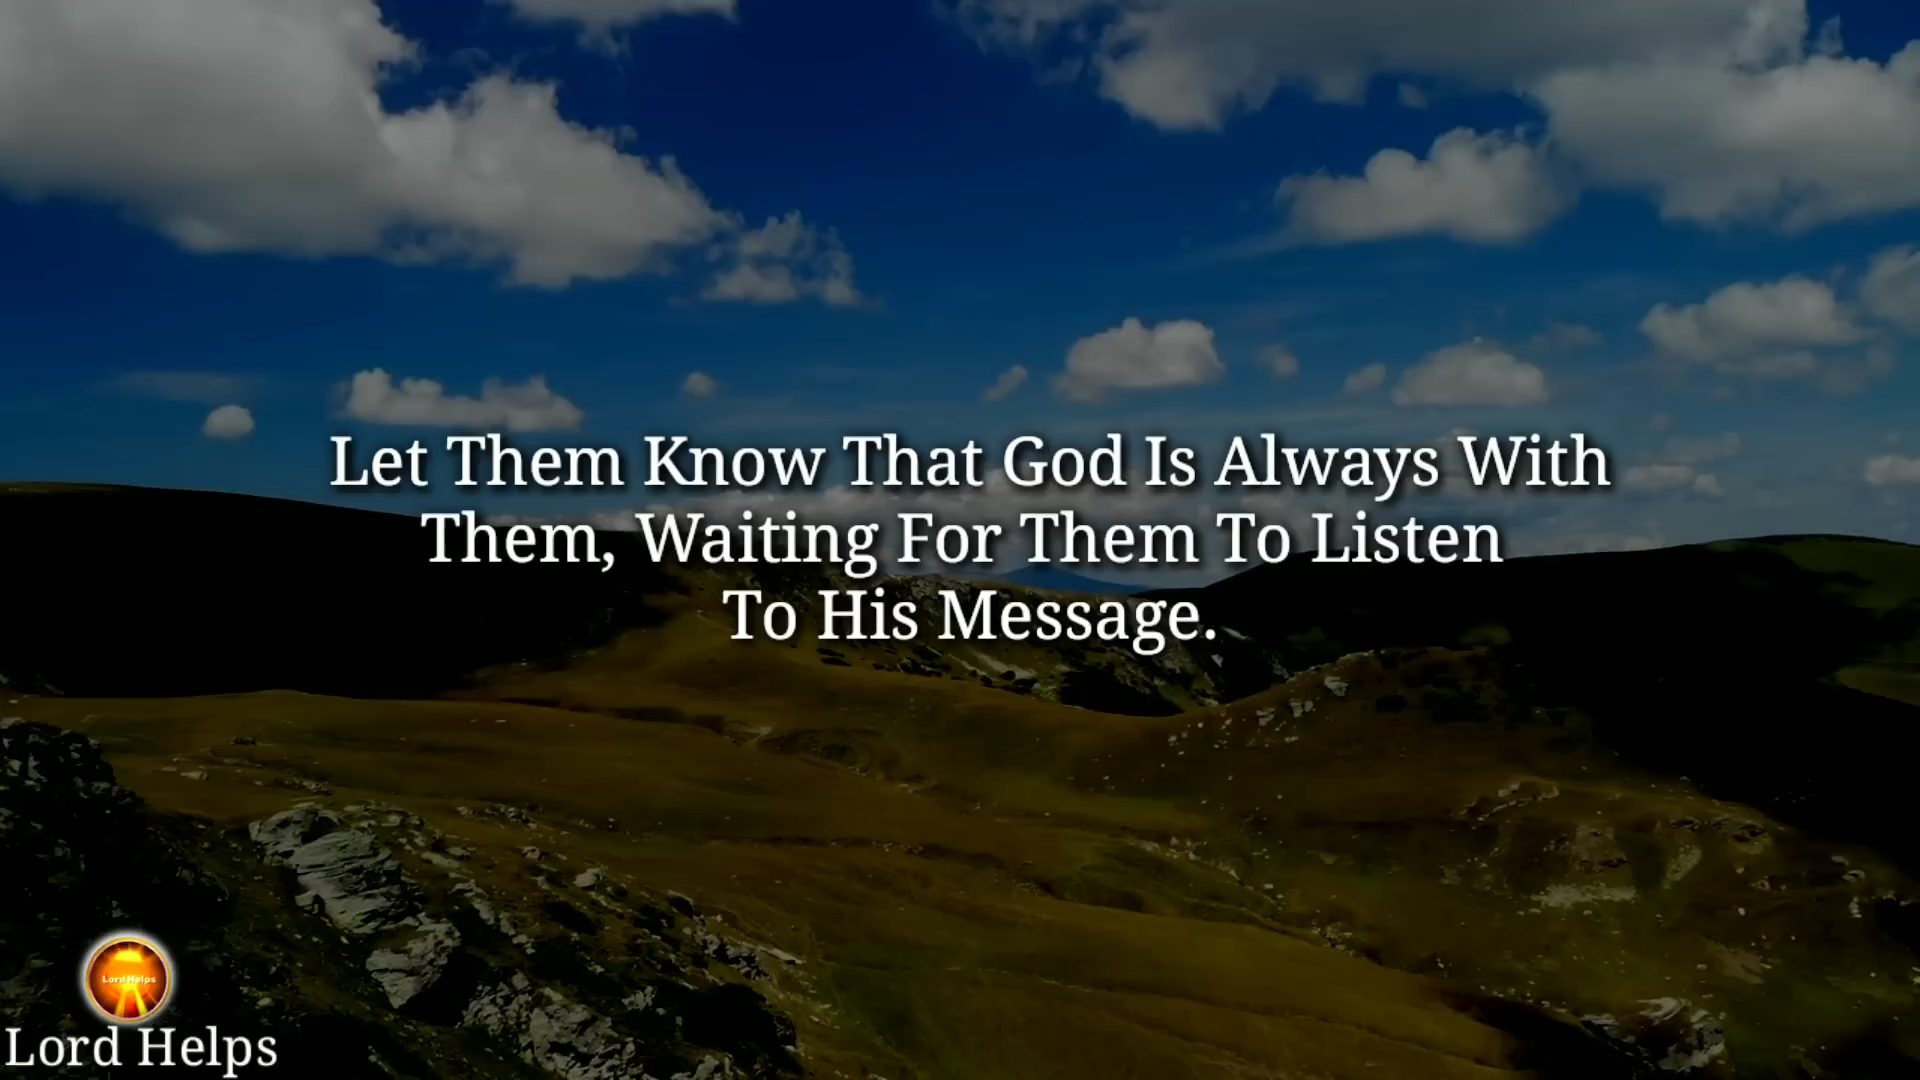 Let Them Know That God Is Always With
Them, Waiting For Them To Listen
To His Message.
Lord Helps
Lord Helps